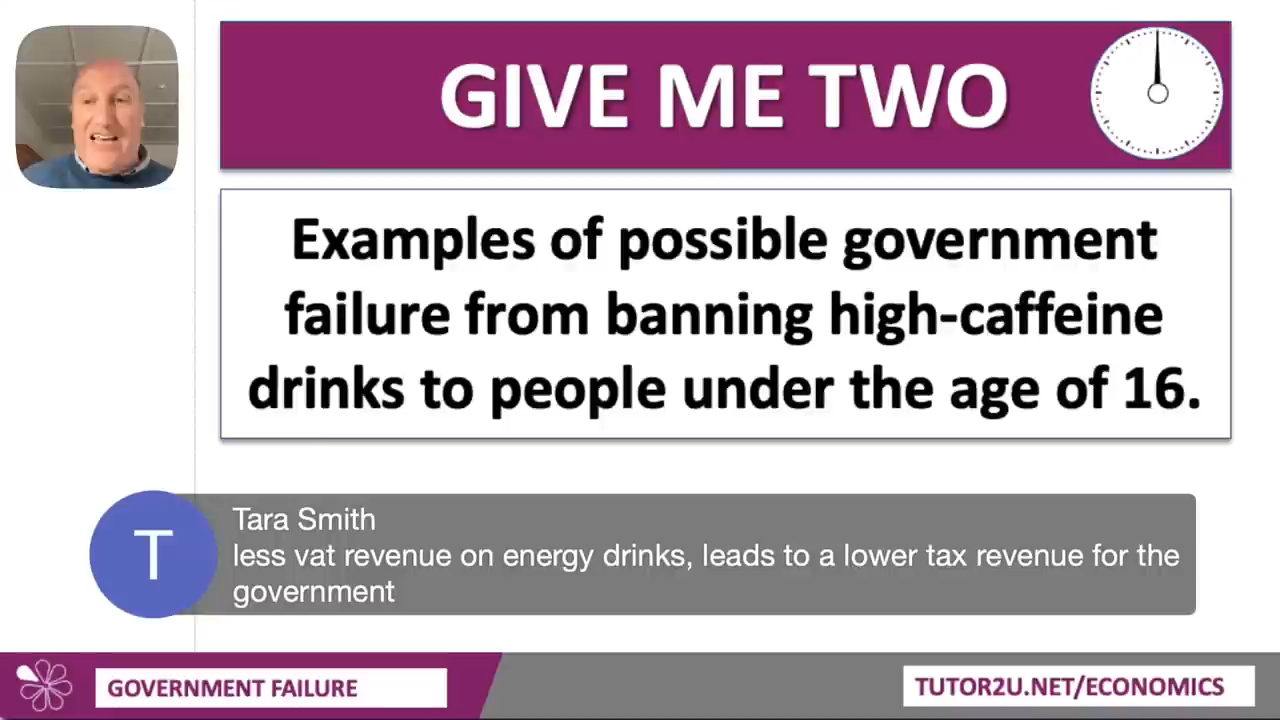 GIVE ME TWO
Examples of possible government
failure from banning high-caffeine
drinks to people under the age of 16.
T
Tara Smith
less vat revenue on energy drinks, leads to a lower tax revenue for the
government
GOVERNMENT FAILURE
TUTOR2U.NET/ECONOMICS